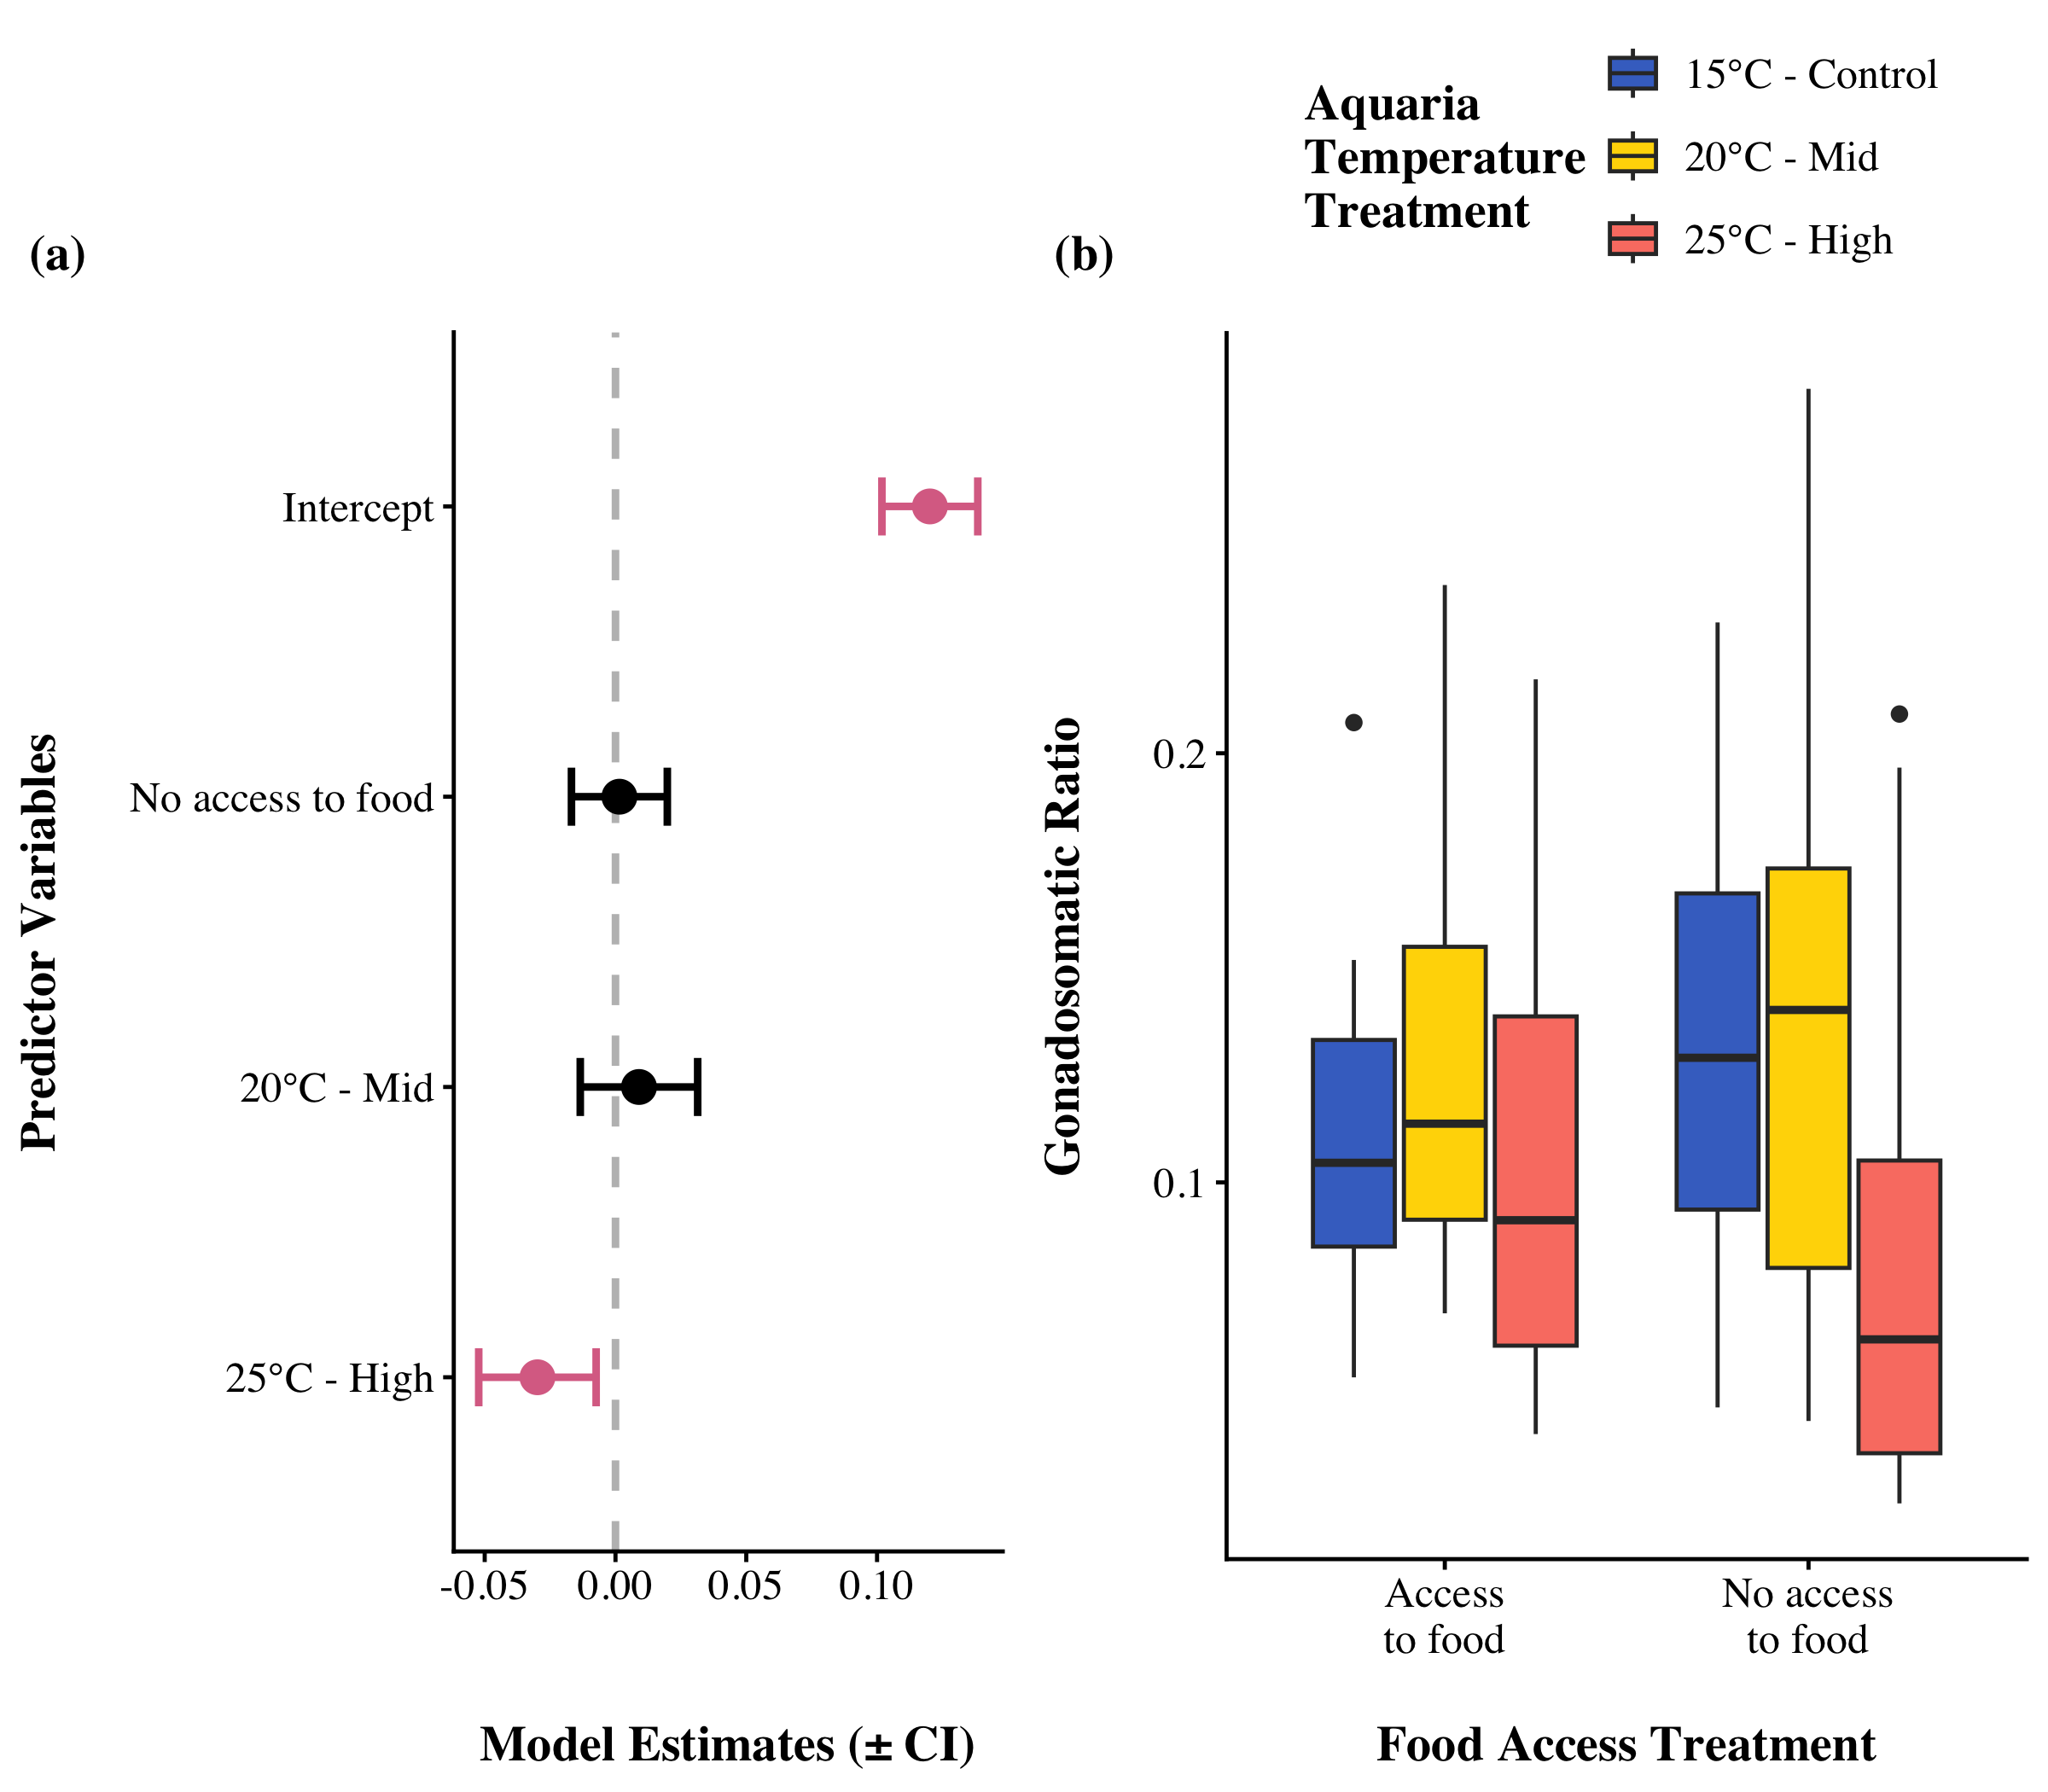 (a)
Predictor Variables
Intercept
No access to food
20°C - Mid
25°C - High
-0.05 0.00 0.05 0.10
Model Estimates (± CI)
(b)
Aquaria
Temperature
Treatment
15°C - Control
20°C - Mid
25°C - High
Gonadosomatic Ratio
0.2
0.1
Access
to food
No access
to food
Food Access Treatment